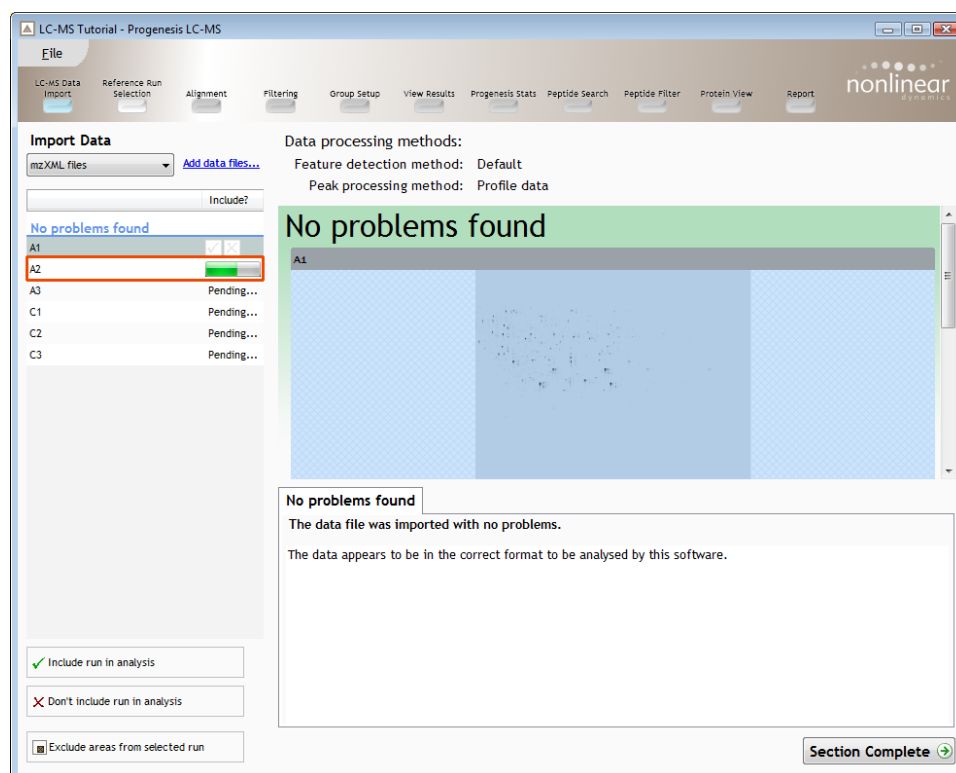 LC-MS Tutorial - Progenesis LC-MS
File
LC-MS Data Import
Reference Run Selection
Alignment
Filtering
Group Setup
View Results
Progenesis Stats
Peptide Search
Peptide Filter
Protein View
Report
nonlinear
dynamics
Import Data
mzXML files
Add data files...
Include?
No problems found
A1
A2
A3 Pending...
C1 Pending...
C2 Pending...
C3 Pending...
Include run in analysis
Don't include run in analysis
Exclude areas from selected run
Data processing methods:
Feature detection method: Default
Peak processing method: Profile data
No problems found
A1
No problems found
The data file was imported with no problems.
The data appears to be in the correct format to be analysed by this software.
Section Complete